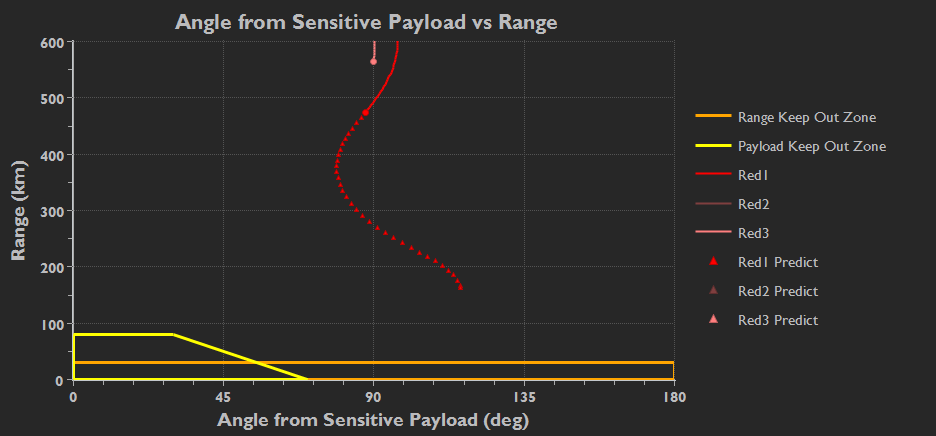 Angle from Sensitive Payload vs Range
600
500
400
300
200
100
0
Range (km)
0
45
90
135
180
Angle from Sensitive Payload (deg)
Range Keep Out Zone
Payload Keep Out Zone
Red1
Red2
Red3
Red1 Predict
Red2 Predict
Red3 Predict